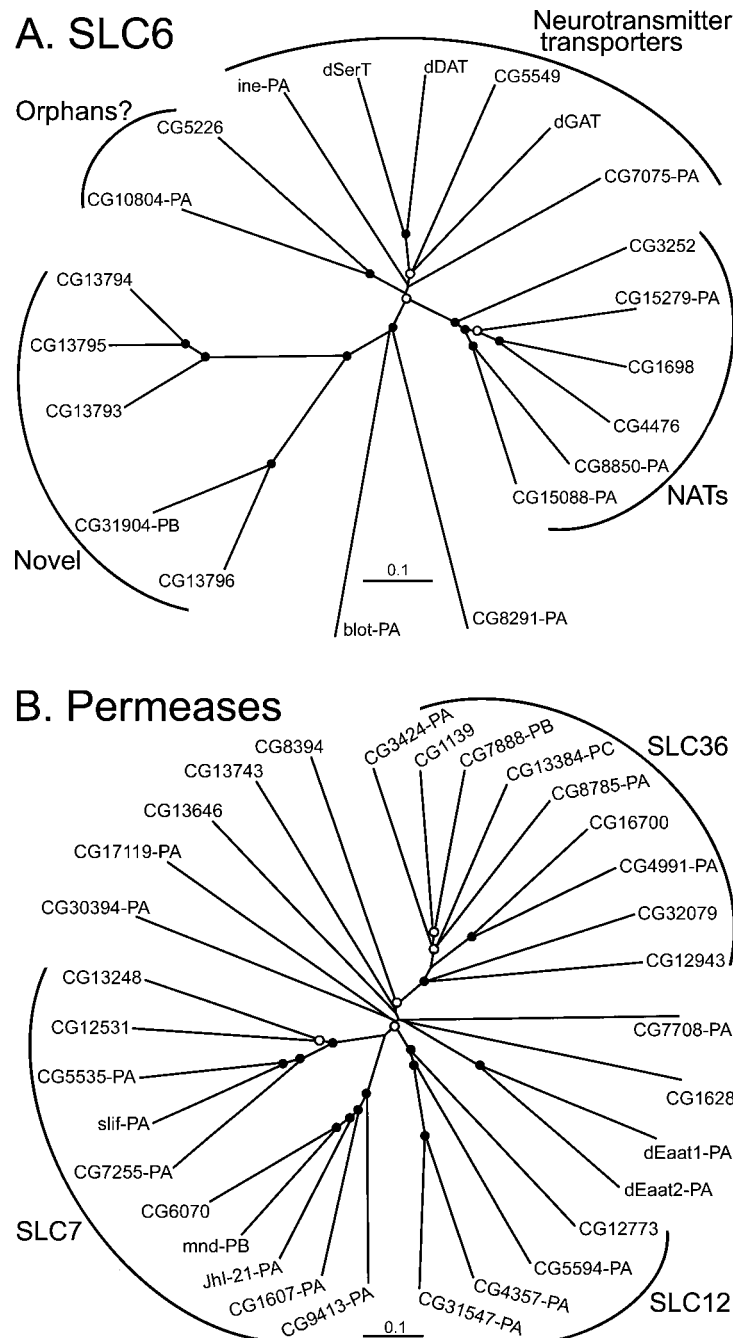 A. SLC6
Neurotransmitter
transporters
Orphans?
ine-PA
dSerT
dDAT
CG5549
dGAT
CG5226
CG7075-PA
CG10804-PA
CG3252
CG13794
CG15279-PA
CG13795
CG1698
CG13793
CG4476
CG8850-PA
CG15088-PA
NATs
CG31904-PB
Novel
CG13796
0.1
blot-PA
CG8291-PA
B. Permeases
CG8394
CG3424-PA
CG1139
CG7888-PB
CG13384-PC
SLC36
CG13743
CG8785-PA
CG13646
CG16700
CG17119-PA
CG4991-PA
CG30394-PA
CG32079
CG12943
CG13248
CG12531
CG7708-PA
CG5535-PA
CG1628
slif-PA
dEaat1-PA
CG7255-PA
dEaat2-PA
CG6070
CG12773
SLC7
mnd-PB
JhI-21-PA
CG5594-PA
CG1607-PA
CG4357-PA
SLC12
CG9413-PA
CG31547-PA
0.1